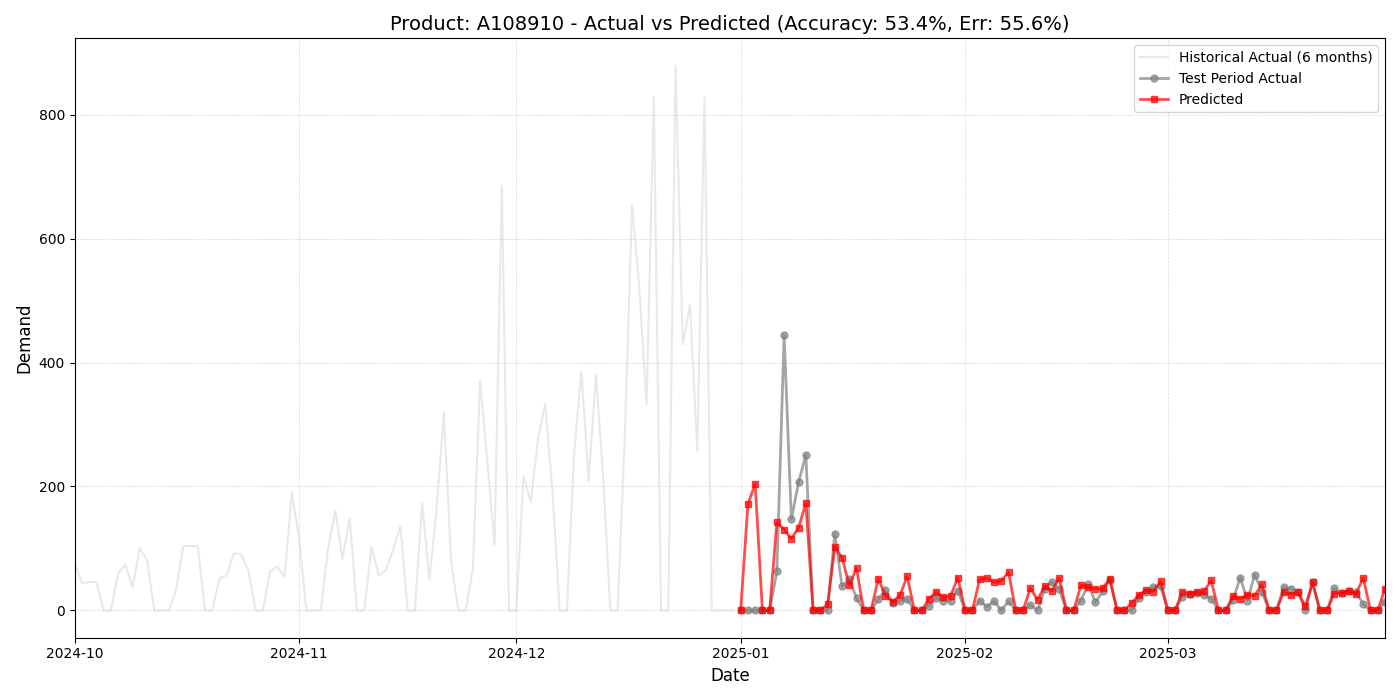 Product: A108910 - Actual vs Predicted (Accuracy: 53.4%, Err: 55.6%)
Historical Actual (6 months)
Test Period Actual
Predicted
Demand
800
600
400
200
0
2024-10
2024-11
2024-12
2025-01
2025-02
2025-03
Date